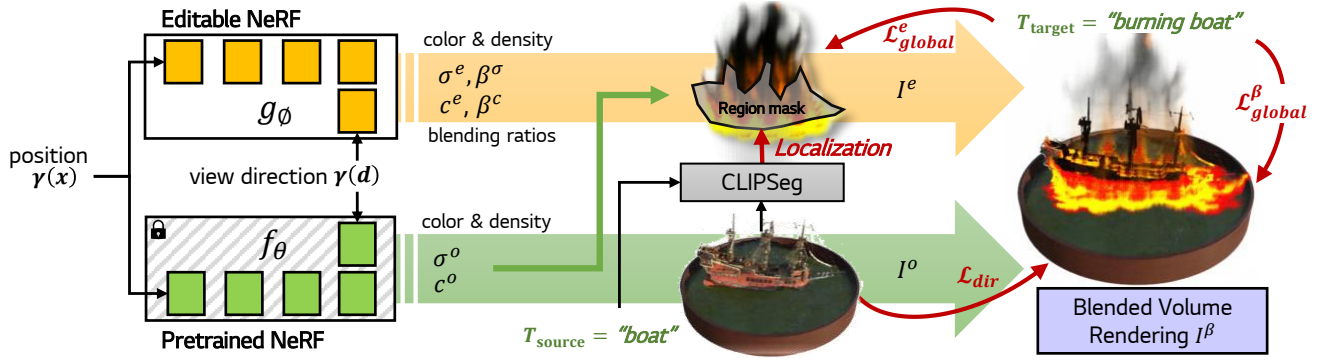 Editable NeRF
g_ø
position
γ(x)
view direction γ(d)
f_θ
Pretrained NeRF
color & density
σ^e, β^σ
c^e, β^c
blending ratios
color & density
σ^o
c^o
Region mask
Localization
CLIPSeg
T_source = "boat"
I^e
I^o
ℒ^e_global
T_target = "burning boat"
ℒ^β_global
ℒ_dir
Blended Volume
Rendering I^β